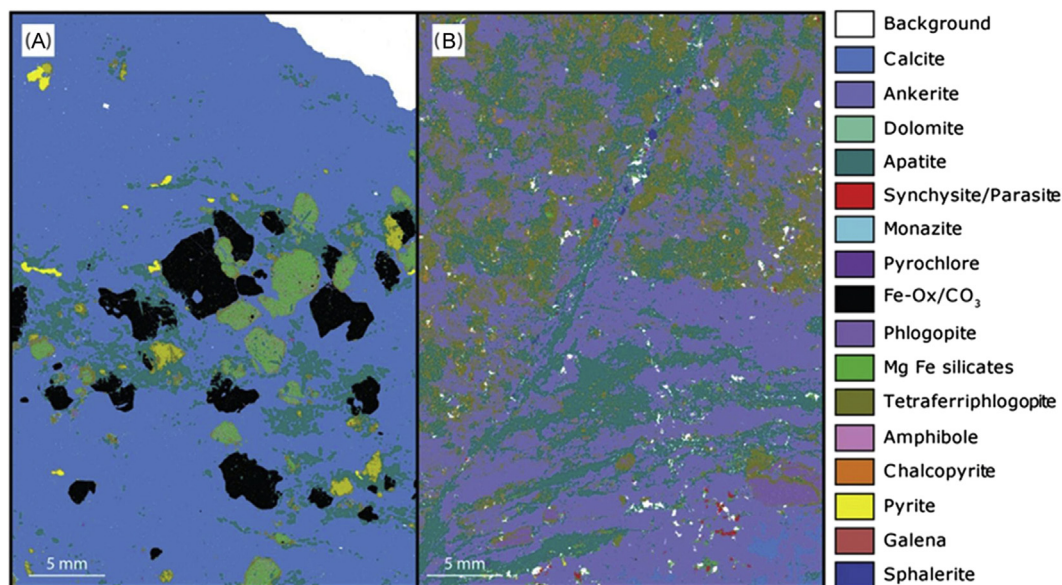 (A)
(B)
5 mm
5 mm
Background
Calcite
Ankerite
Dolomite
Apatite
Synchysite/Parasite
Monazite
Pyrochlore
Fe-Ox/CO₃
Phlogopite
Mg Fe silicates
Tetraferriphlogopite
Amphibole
Chalcopyrite
Pyrite
Galena
Sphalerite